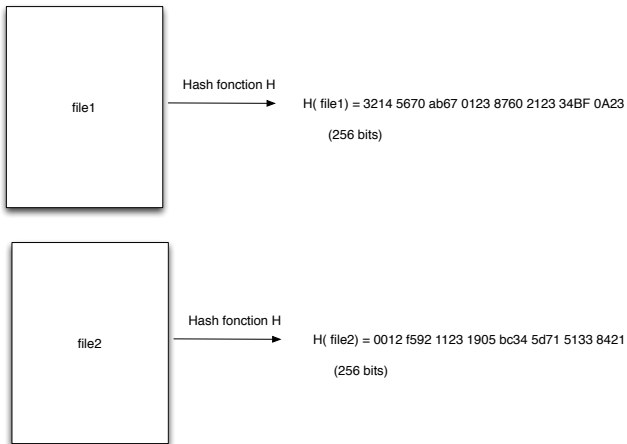 file1
Hash fonction H
H( file1) = 3214 5670 ab67 0123 8760 2123 34BF 0A23
(256 bits)
file2
Hash fonction H
H( file2) = 0012 f592 1123 1905 bc34 5d71 5133 8421
(256 bits)